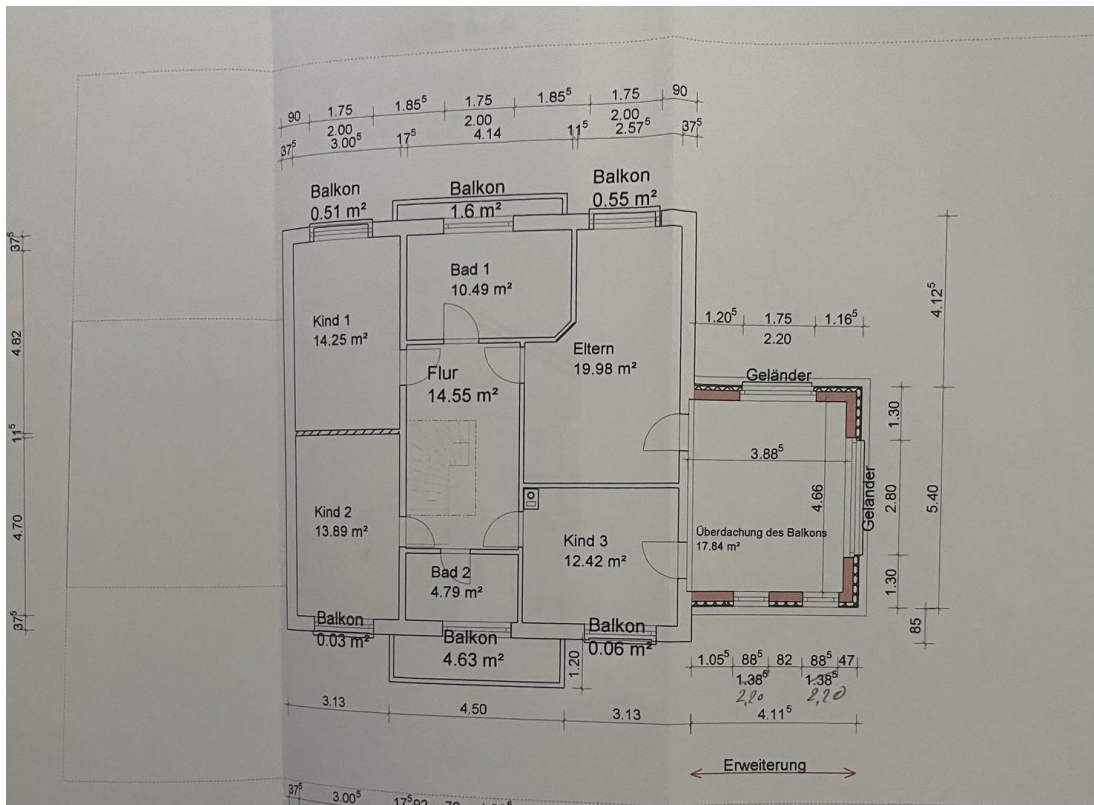 90 1.75 1.85⁵ 1.75 1.85⁵ 1.75 90
2.00 2.00 2.00
37⁵ 3.00⁵ 17⁵ 4.14 11⁵ 2.57⁵ 37⁵
Balkon
0.51 m²
Balkon
1.6 m²
Balkon
0.55 m²
37⁵
4.82
11⁵
4.70
37⁵
Bad 1
10.49 m²
Kind 1
14.25 m²
Flur
14.55 m²
Eltern
19.98 m²
4.12⁵
1.20⁵ 1.75 1.16⁵
2.20
Geländer
1.30
2.80
1.30
5.40
85
3.88⁵
4.66
Geländer
Überdachung des Balkons
17.84 m²
Kind 2
13.89 m²
Kind 3
12.42 m²
Bad 2
4.79 m²
Balkon
0.03 m²
Balkon
4.63 m²
Balkon
0.06 m²
1.20
1.05⁵ 88⁵ 82 88⁵ 47
1.38⁵ 1.38⁵
2,20 2,20
3.13 4.50 3.13 4.11⁵
Erweiterung
37⁵ 3.00⁵